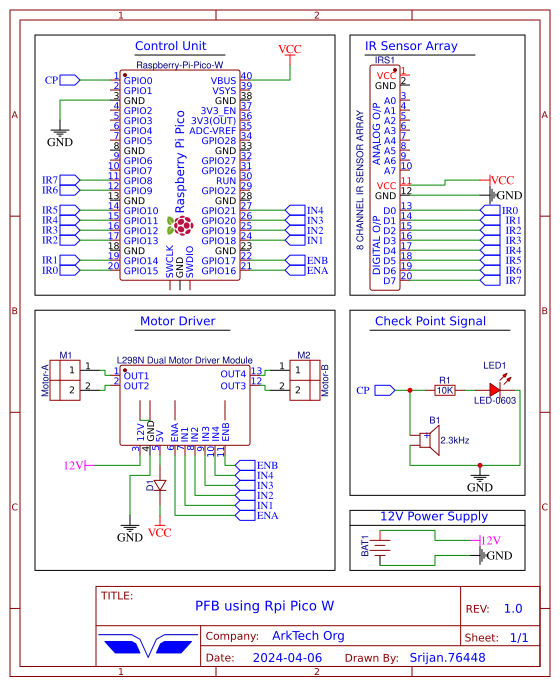 1 2
A
B
C
A
B
C
Control Unit
Raspberry-Pi-Pico-W
VCC
CP
GND
IR7
IR6
IR5
IR4
IR3
IR2
IR1
IR0
1 GPIO0 VBUS 40
2 GPIO1 VSYS 39
3 GND GND 38
4 GPIO2 3V3_EN 37
5 GPIO3 3V3(OUT) 36
6 GPIO4 ADC-VREF 35
7 GPIO5 GPIO28 34
8 GND GND 33
9 GPIO6 GPIO27 32
10 GPIO7 GPIO26 31
11 GPIO8 RUN 30
12 GPIO9 GPIO22 29
13 GND GND 28
14 GPIO10 GPIO21 27
15 GPIO11 GPIO20 26
16 GPIO12 GPIO19 25
17 GPIO13 GPIO18 24
18 GND GND 23
19 GPIO14 GPIO17 22
20 GPIO15 GPIO16 21
Raspberry Pi Pico
SWCLK
GND
SWDIO
IN4
IN3
IN2
IN1
ENB
ENA
IR Sensor Array
IRS1
8 CHANNEL IR SENSOR ARRAY
ANALOG O/P
DIGITAL O/P
VCC 1
GND 2
A0 3
A1 4
A2 5
A3 6
A4 7
A5 8
A6 9
A7 10
VCC 11 VCC
GND 12 GND
D0 13 IR0
D1 14 IR1
D2 15 IR2
D3 16 IR3
D4 17 IR4
D5 18 IR5
D6 19 IR6
D7 20 IR7
Motor Driver
L298N Dual Motor Driver Module
M1
Motor-A
1 1
2 2
1 OUT1
2 OUT2
OUT4 13
OUT3 12
M2
Motor-B
1 1
2 2
12V
GND
5V
ENA
IN1
IN2
IN3
IN4
ENB
3 4 5 6 7 8 9 10 11
12V
D1
GND
VCC
ENB
IN4
IN3
IN2
IN1
ENA
Check Point Signal
CP
R1
10K
LED1
LED-0603
B1
+
2.3kHz
GND
12V Power Supply
BAT1
12V
GND
TITLE:
PFB using Rpi Pico W
REV: 1.0
Company: ArkTech Org
Sheet: 1/1
Date: 2024-04-06 Drawn By: Srijan.76448
1 2